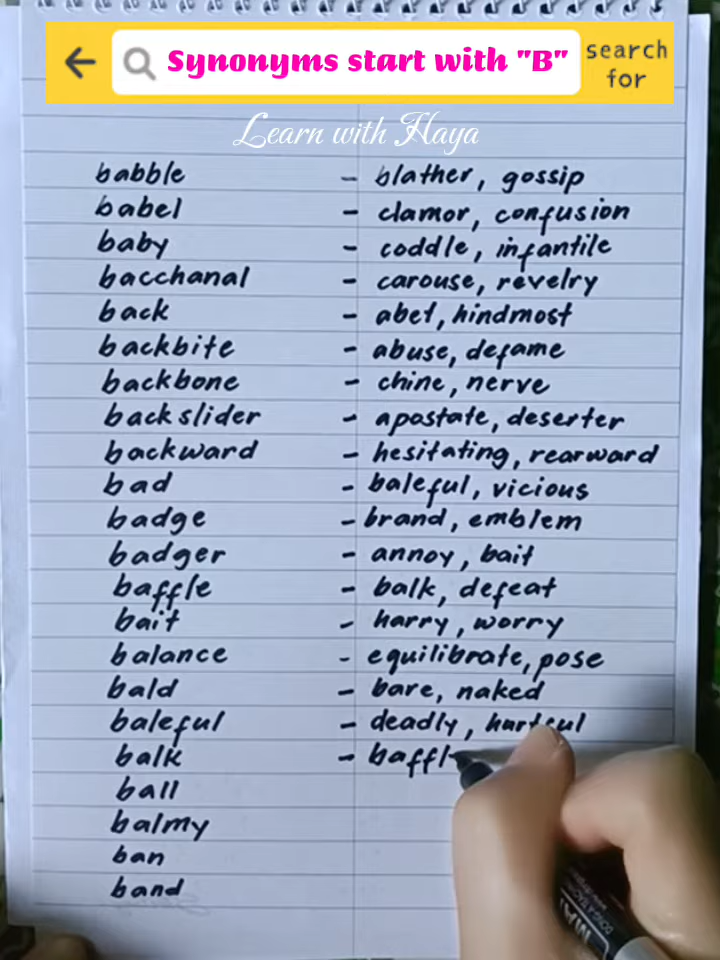 Synonyms start with "B" search for
Learn with Haya
babble - blather, gossip
babel - clamor, confusion
baby - coddle, infantile
bacchanal - carouse, revelry
back - abet, hindmost
backbite - abuse, defame
backbone - chine, nerve
backslider - apostate, deserter
backward - hesitating, rearward
bad - baleful, vicious
badge - brand, emblem
badger - annoy, bait
baffle - balk, defeat
bait - harry, worry
balance - equilibrate, pose
bald - bare, naked
baleful - deadly, hurtful
balk - baffl
ball
balmy
ban
band